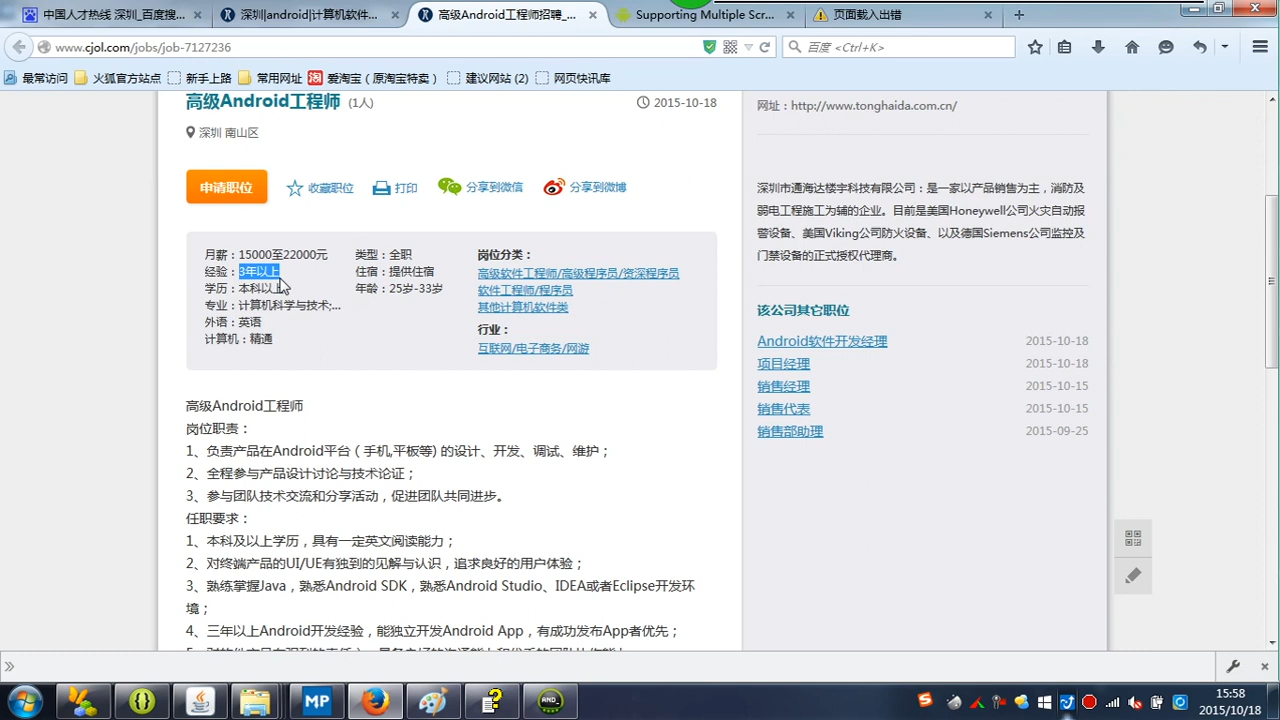 中国人才热线 深圳_百度搜...
深圳|android|计算机软件...
高级Android工程师招聘_...
Supporting Multiple Scr...
页面载入出错
www.cjol.com/jobs/job-7127236
百度 <Ctrl+K>
最常访问
火狐官方站点
新手上路
常用网址
淘
爱淘宝（原淘宝特卖）
建议网站 (2)
网页快讯库
高级Android工程师 (1人)
2015-10-18
深圳 南山区
申请职位
收藏职位
打印
分享到微信
分享到微博
月薪：15000至22000元
类型：全职
岗位分类：
经验：3年以上
住宿：提供住宿
高级软件工程师/高级程序员/资深程序员
学历：本科以上
年龄：25岁-33岁
软件工程师/程序员
专业：计算机科学与技术;...
其他计算机软件类
外语：英语
行业：
计算机：精通
互联网/电子商务/网游
高级Android工程师
岗位职责：
1、负责产品在Android平台（手机,平板等) 的设计、开发、调试、维护；
2、全程参与产品设计讨论与技术论证；
3、参与团队技术交流和分享活动，促进团队共同进步。
任职要求：
1、本科及以上学历，具有一定英文阅读能力；
2、对终端产品的UI/UE有独到的见解与认识，追求良好的用户体验；
3、熟练掌握Java，熟悉Android SDK，熟悉Android Studio、IDEA或者Eclipse开发环
境；
4、三年以上Android开发经验，能独立开发Android App，有成功发布App者优先；
网址：http://www.tonghaida.com.cn/
深圳市通海达楼宇科技有限公司：是一家以产品销售为主，消防及
弱电工程施工为辅的企业。目前是美国Honeywell公司火灾自动报
警设备、美国Viking公司防火设备、以及德国Siemens公司监控及
门禁设备的正式授权代理商。
该公司其它职位
Android软件开发经理 2015-10-18
项目经理 2015-10-18
销售经理 2015-10-15
销售代表 2015-10-15
销售部助理 2015-09-25
MP
AND_
15:58
2015/10/18